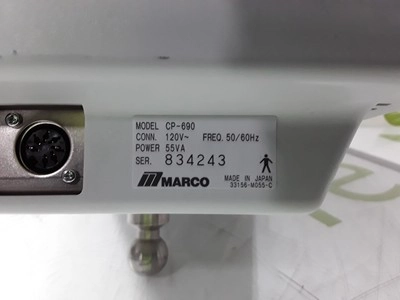 MODEL CP-690
CONN. 120V~ FREQ. 50/60Hz
POWER 55VA
SER. 834243
MARCO
MADE IN JAPAN
33156-M055-C